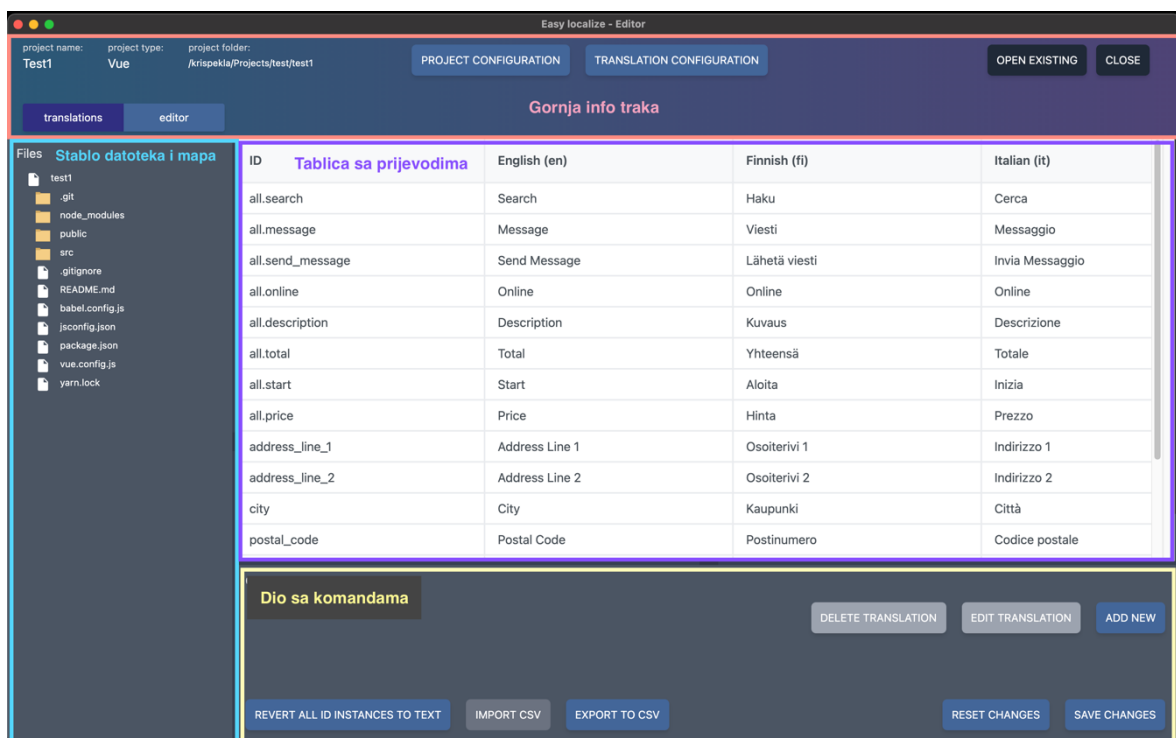 Easy localize - Editor
project name: project type: project folder:
Test1 Vue /krispekla/Projects/test/test1
PROJECT CONFIGURATION TRANSLATION CONFIGURATION OPEN EXISTING CLOSE
Gornja info traka
translations editor
Files Stablo datoteka i mapa
test1
.git
node_modules
public
src
.gitignore
README.md
babel.config.js
jsconfig.json
package.json
vue.config.js
yarn.lock
ID Tablica sa prijevodima English (en) Finnish (fi) Italian (it)
all.search Search Haku Cerca
all.message Message Viesti Messaggio
all.send_message Send Message Lähetä viesti Invia Messaggio
all.online Online Online Online
all.description Description Kuvaus Descrizione
all.total Total Yhteensä Totale
all.start Start Aloita Inizia
all.price Price Hinta Prezzo
address_line_1 Address Line 1 Osoiterivi 1 Indirizzo 1
address_line_2 Address Line 2 Osoiterivi 2 Indirizzo 2
city City Kaupunki Città
postal_code Postal Code Postinumero Codice postale
Dio sa komandama
DELETE TRANSLATION EDIT TRANSLATION ADD NEW
REVERT ALL ID INSTANCES TO TEXT IMPORT CSV EXPORT TO CSV RESET CHANGES SAVE CHANGES